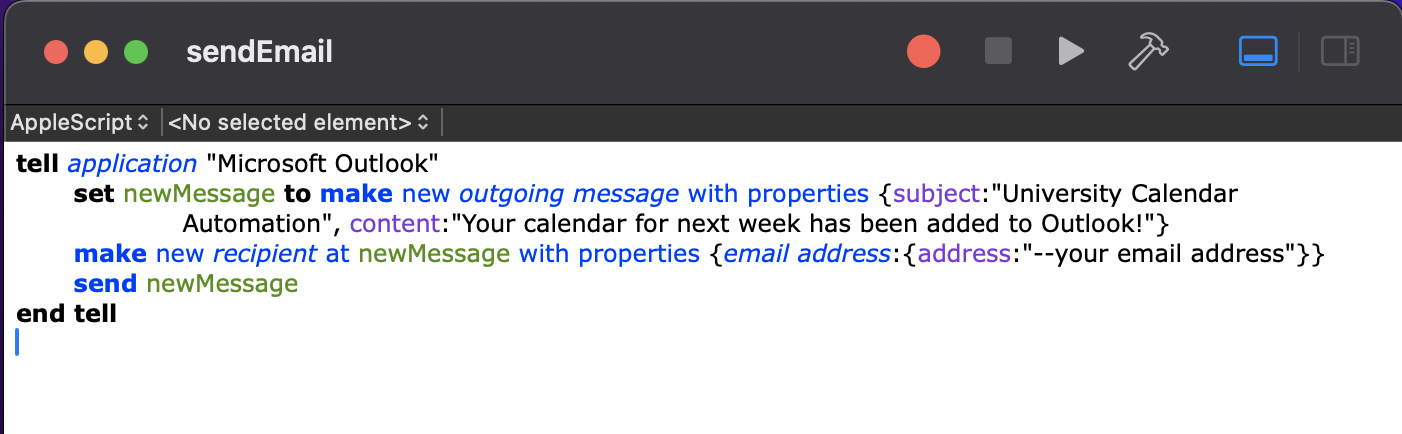 sendEmail
AppleScript <No selected element>
tell application "Microsoft Outlook"
set newMessage to make new outgoing message with properties {subject:"University Calendar
Automation", content:"Your calendar for next week has been added to Outlook!"}
make new recipient at newMessage with properties {email address:{address:"--your email address"}}
send newMessage
end tell